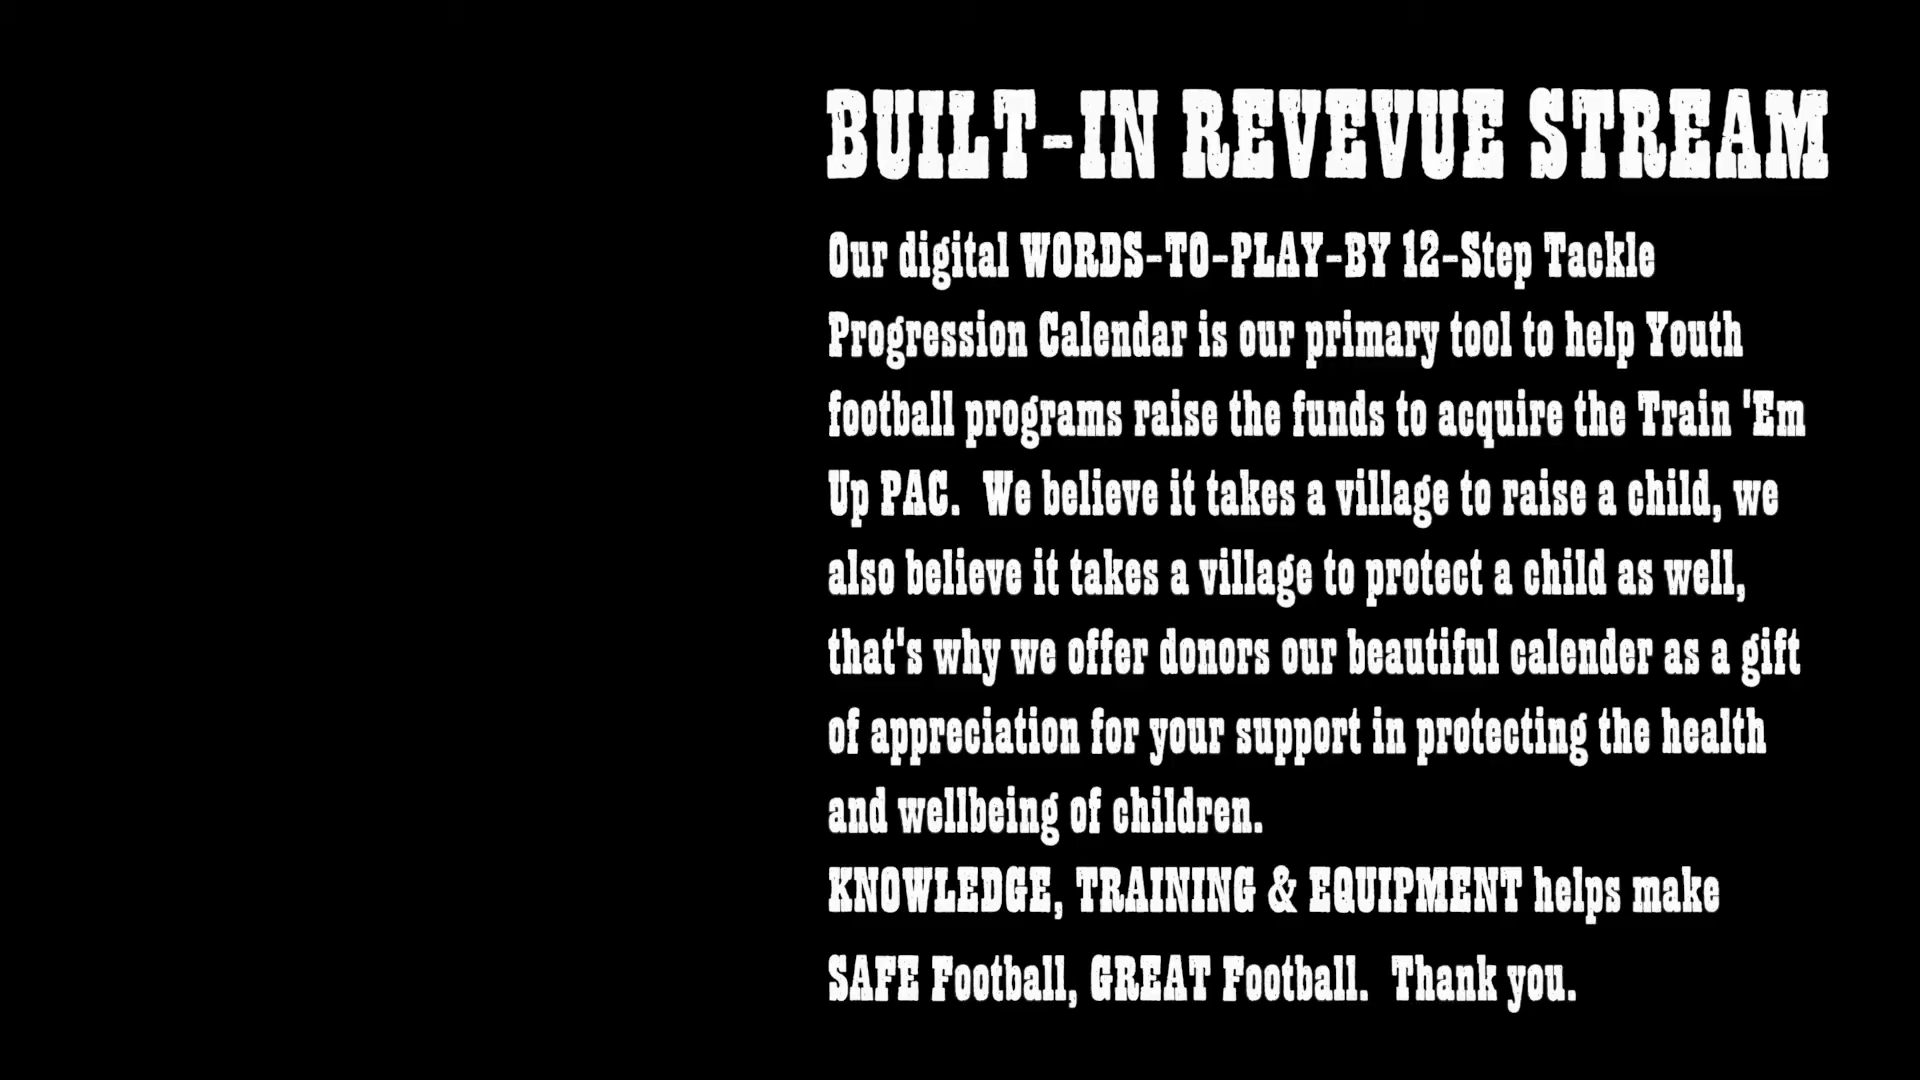 BUILT-IN REVEVUE STREAM
Our digital WORDS-TO-PLAY-BY 12-Step Tackle
Progression Calendar is our primary tool to help Youth
football programs raise the funds to acquire the Train 'Em
Up PAC.  We believe it takes a village to raise a child, we
also believe it takes a village to protect a child as well,
that's why we offer donors our beautiful calender as a gift
of appreciation for your support in protecting the health
and wellbeing of children.
KNOWLEDGE, TRAINING & EQUIPMENT helps make
SAFE Football, GREAT Football.  Thank you.